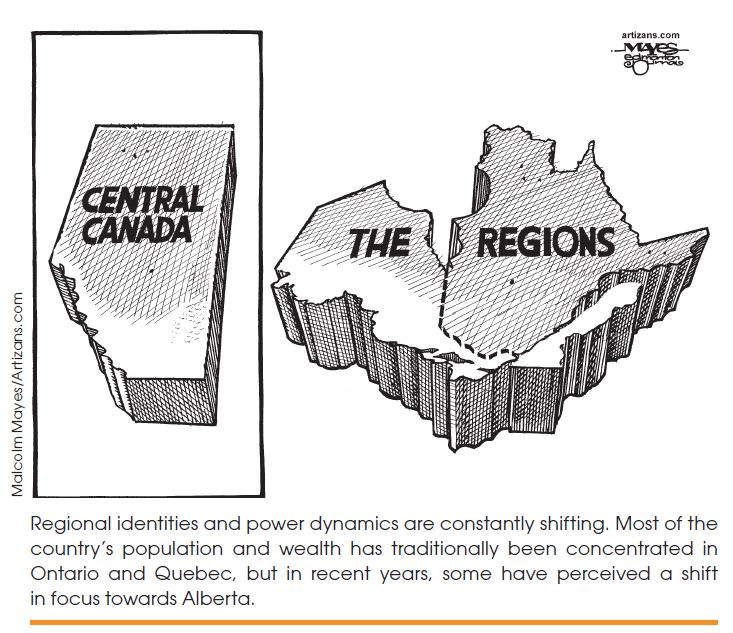 artizans.com
MAYES
edmonton
journal
CENTRAL
CANADA
THE REGIONS
Malcolm Mayes/Artizans.com
Regional identities and power dynamics are constantly shifting. Most of the
country's population and wealth has traditionally been concentrated in
Ontario and Quebec, but in recent years, some have perceived a shift
in focus towards Alberta.